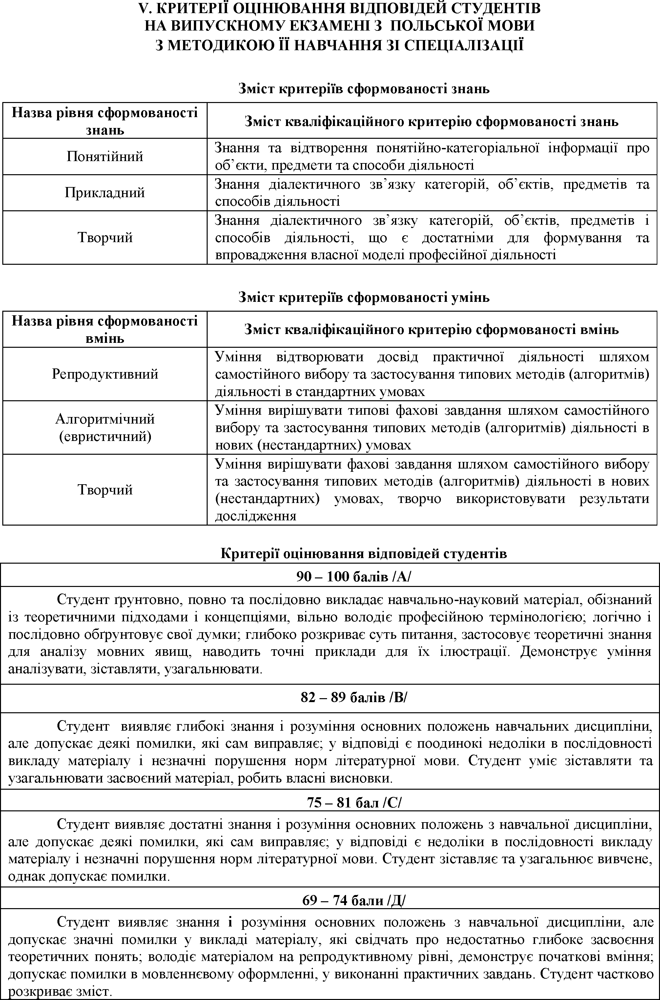 V. КРИТЕРІЇ ОЦІНЮВАННЯ ВІДПОВІДЕЙ СТУДЕНТІВ
НА ВИПУСКНОМУ ЕКЗАМЕНІ З ПОЛЬСЬКОЇ МОВИ
З МЕТОДИКОЮ ЇЇ НАВЧАННЯ ЗІ СПЕЦІАЛІЗАЦІЇ
Зміст критеріїв сформованості знань
Назва рівня сформованості
знань
Зміст кваліфікаційного критерію сформованості знань
Понятійний
Знання та відтворення понятійно-категоріальної інформації про
об’єкти, предмети та способи діяльності
Прикладний
Знання діалектичного зв’язку категорій, об’єктів, предметів та
способів діяльності
Творчий
Знання діалектичного зв’язку категорій, об’єктів, предметів і
способів діяльності, що є достатніми для формування та
впровадження власної моделі професійної діяльності
Зміст критеріїв сформованості умінь
Назва рівня сформованості
вмінь
Зміст кваліфікаційного критерію сформованості вмінь
Репродуктивний
Уміння відтворювати досвід практичної діяльності шляхом
самостійного вибору та застосування типових методів (алгоритмів)
діяльності в стандартних умовах
Алгоритмічний
(евристичний)
Уміння вирішувати типові фахові завдання шляхом самостійного
вибору та застосування типових методів (алгоритмів) діяльності в
нових (нестандартних) умовах
Творчий
Уміння вирішувати фахові завдання шляхом самостійного вибору
та застосування типових методів (алгоритмів) діяльності в нових
(нестандартних) умовах, творчо використовувати результати
дослідження
Критерії оцінювання відповідей студентів
90 – 100 балів /А/
Студент ґрунтовно, повно та послідовно викладає навчально-науковий матеріал, обізнаний
із теоретичними підходами і концепціями, вільно володіє професійною термінологією; логічно і
послідовно обґрунтовує свої думки; глибоко розкриває суть питання, застосовує теоретичні знання
для аналізу мовних явищ, наводить точні приклади для їх ілюстрації. Демонструє уміння
аналізувати, зіставляти, узагальнювати.
82 – 89 балів /В/
Студент виявляє глибокі знання і розуміння основних положень навчальних дисципліни,
але допускає деякі помилки, які сам виправляє; у відповіді є поодинокі недоліки в послідовності
викладу матеріалу і незначні порушення норм літературної мови. Студент уміє зіставляти та
узагальнювати засвоєний матеріал, робить власні висновки.
75 – 81 бал /С/
Студент виявляє достатні знання і розуміння основних положень з навчальної дисципліни,
але допускає деякі помилки, які сам виправляє; у відповіді є недоліки в послідовності викладу
матеріалу і незначні порушення норм літературної мови. Студент зіставляє та узагальнює вивчене,
однак допускає помилки.
69 – 74 бали /Д/
Студент виявляє знання і розуміння основних положень з навчальної дисципліни, але
допускає значні помилки у викладі матеріалу, які свідчать про недостатньо глибоке засвоєння
теоретичних понять; володіє матеріалом на репродуктивному рівні, демонструє початкові вміння;
допускає помилки в мовленнєвому оформленні, у виконанні практичних завдань. Студент частково
розкриває зміст.